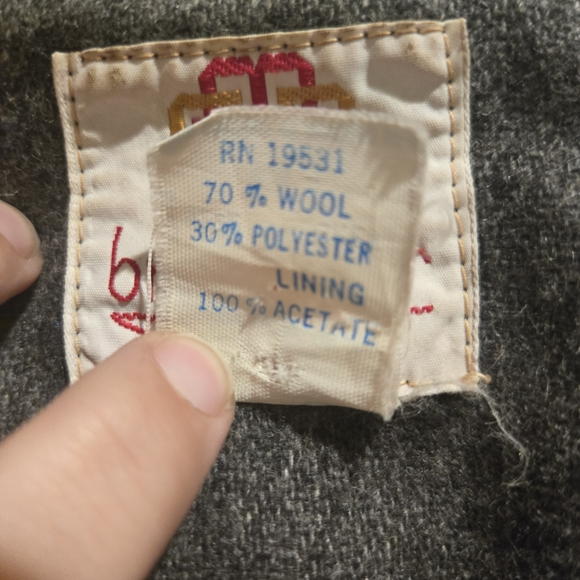 RN 19531
70 % WOOL
30% POLYESTER
LINING
100 % ACETATE